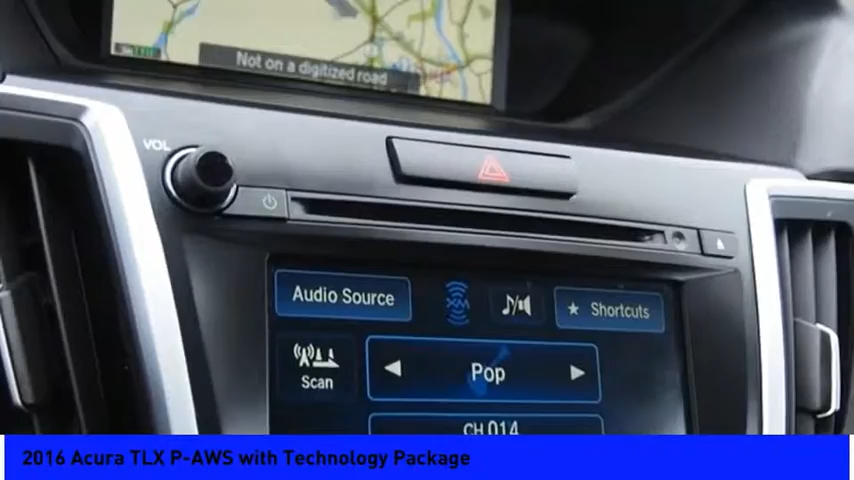 Not on a digitized road
VOL
Audio Source
XM
Shortcuts
Scan
Pop
CH 014
2016 Acura TLX P-AWS with Technology Package